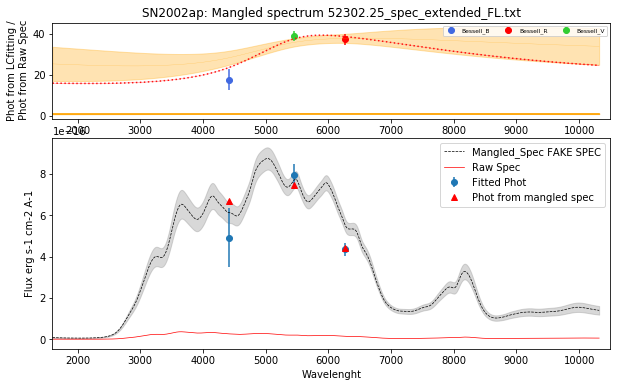 SN2002ap: Mangled spectrum 52302.25_spec_extended_FL.txt
Phot from LCfitting /
Phot from Raw Spec
40
20
0
Bessell_B
Bessell_R
Bessell_V
2000 3000 4000 5000 6000 7000 8000 9000 10000
1e−16
Flux erg s-1 cm-2 A-1
8
6
4
2
0
Mangled_Spec FAKE SPEC
Raw Spec
Fitted Phot
Phot from mangled spec
2000 3000 4000 5000 6000 7000 8000 9000 10000
Wavelenght